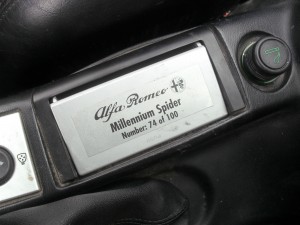 Alfa Romeo
Millennium Spider
Number: 74 of 100